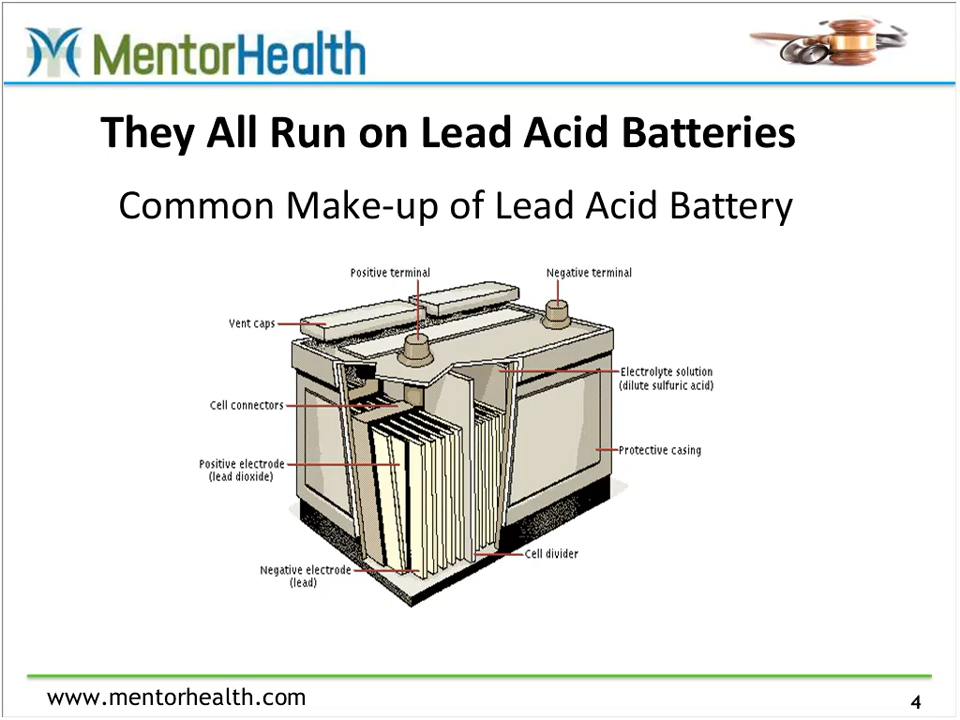 MentorHealth
They All Run on Lead Acid Batteries
Common Make-up of Lead Acid Battery
Positive terminal
Negative terminal
Vent caps
Electrolyte solution
(dilute sulfuric acid)
Cell connectors
Protective casing
Positive electrode
(lead dioxide)
Cell divider
Negative electrode
(lead)
www.mentorhealth.com
4